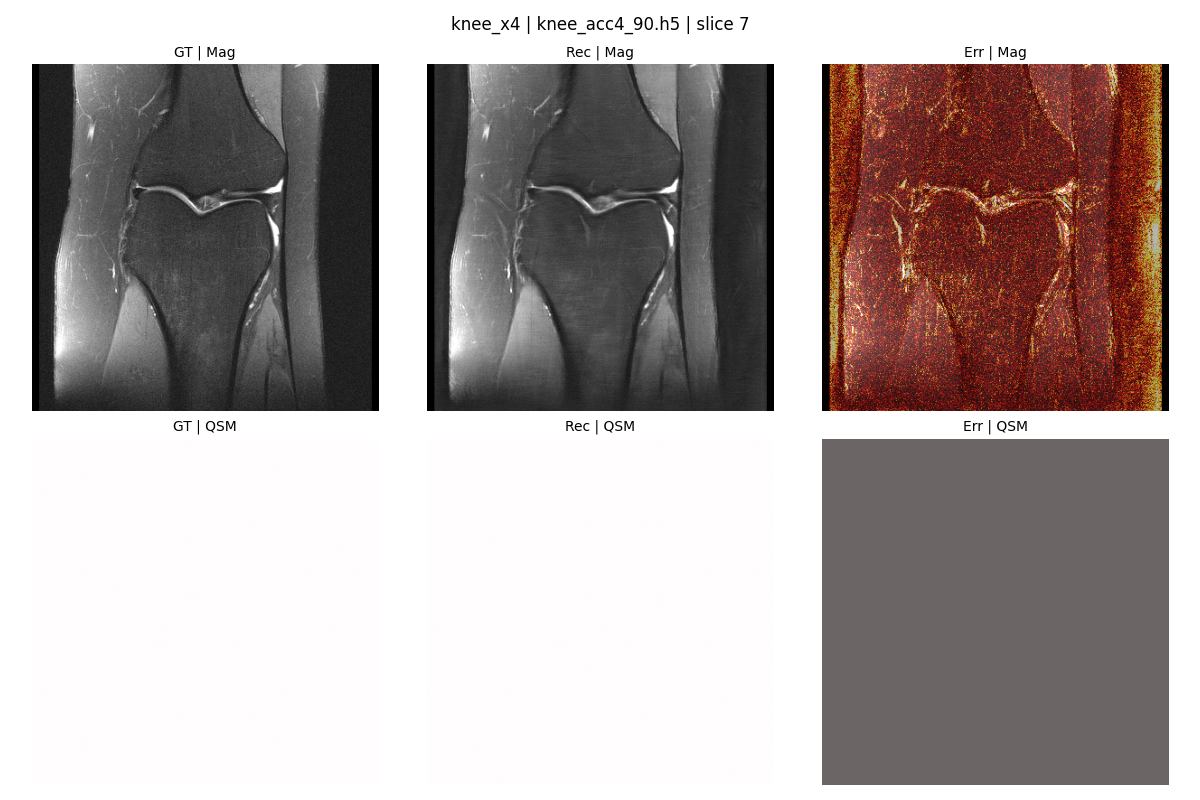 knee_x4 | knee_acc4_90.h5 | slice 7
GT | Mag
Rec | Mag
Err | Mag
GT | QSM
Rec | QSM
Err | QSM